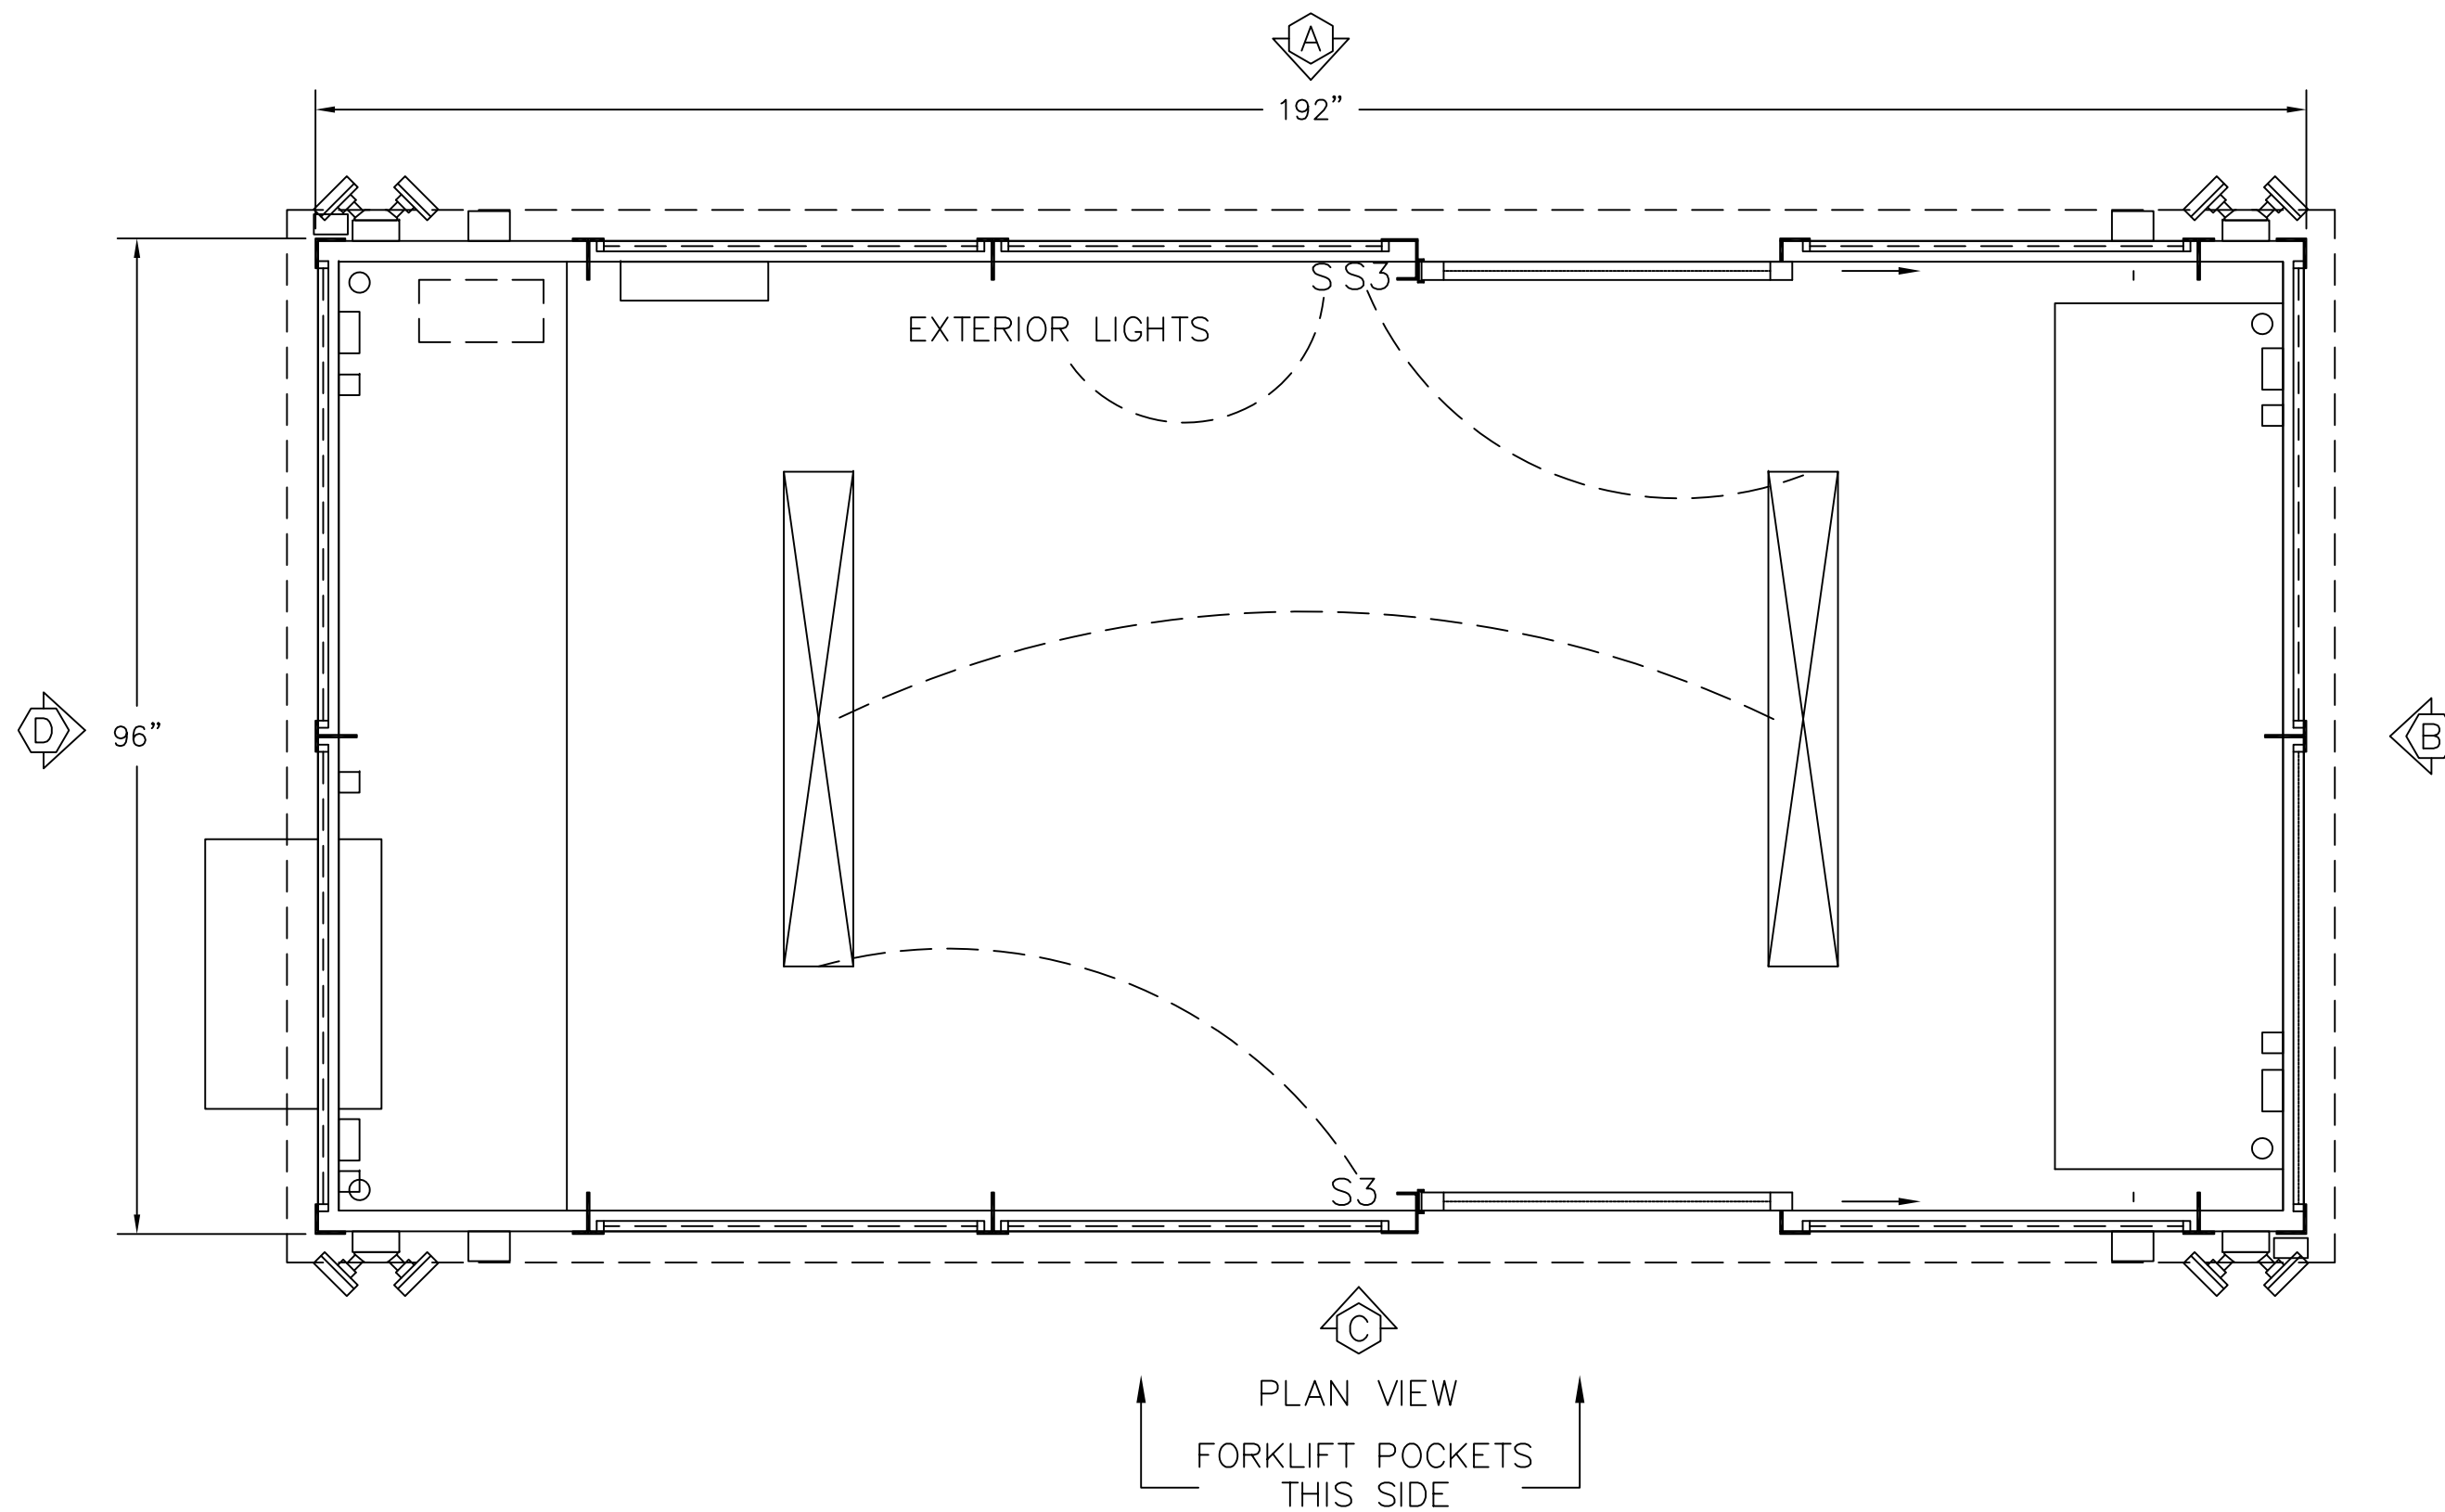 A
192”
S S3
EXTERIOR LIGHTS
D
96”
B
S3
C
PLAN VIEW
FORKLIFT POCKETS
THIS SIDE